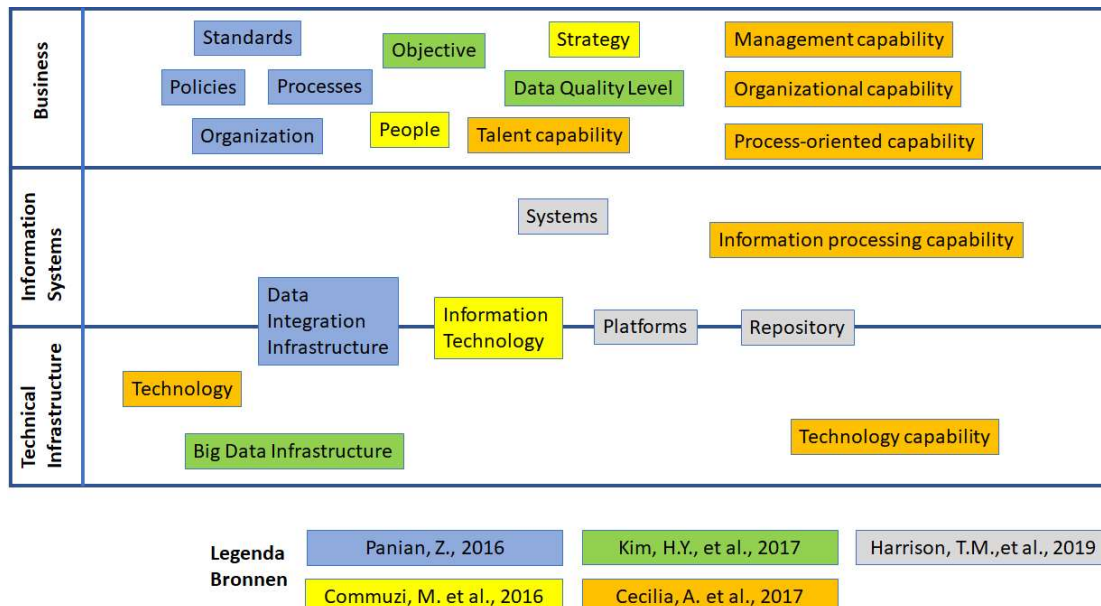 Business
Standards
Objective
Strategy
Management capability
Policies
Processes
Data Quality Level
Organizational capability
Organization
People
Talent capability
Process-oriented capability
Information
Systems
Systems
Information processing capability
Data
Integration
Infrastructure
Information
Technology
Platforms
Repository
Technical
Infrastructure
Technology
Big Data Infrastructure
Technology capability
Legenda
Bronnen
Panian, Z., 2016
Kim, H.Y., et al., 2017
Harrison, T.M.,et al., 2019
Commuzi, M. et al., 2016
Cecilia, A. et al., 2017